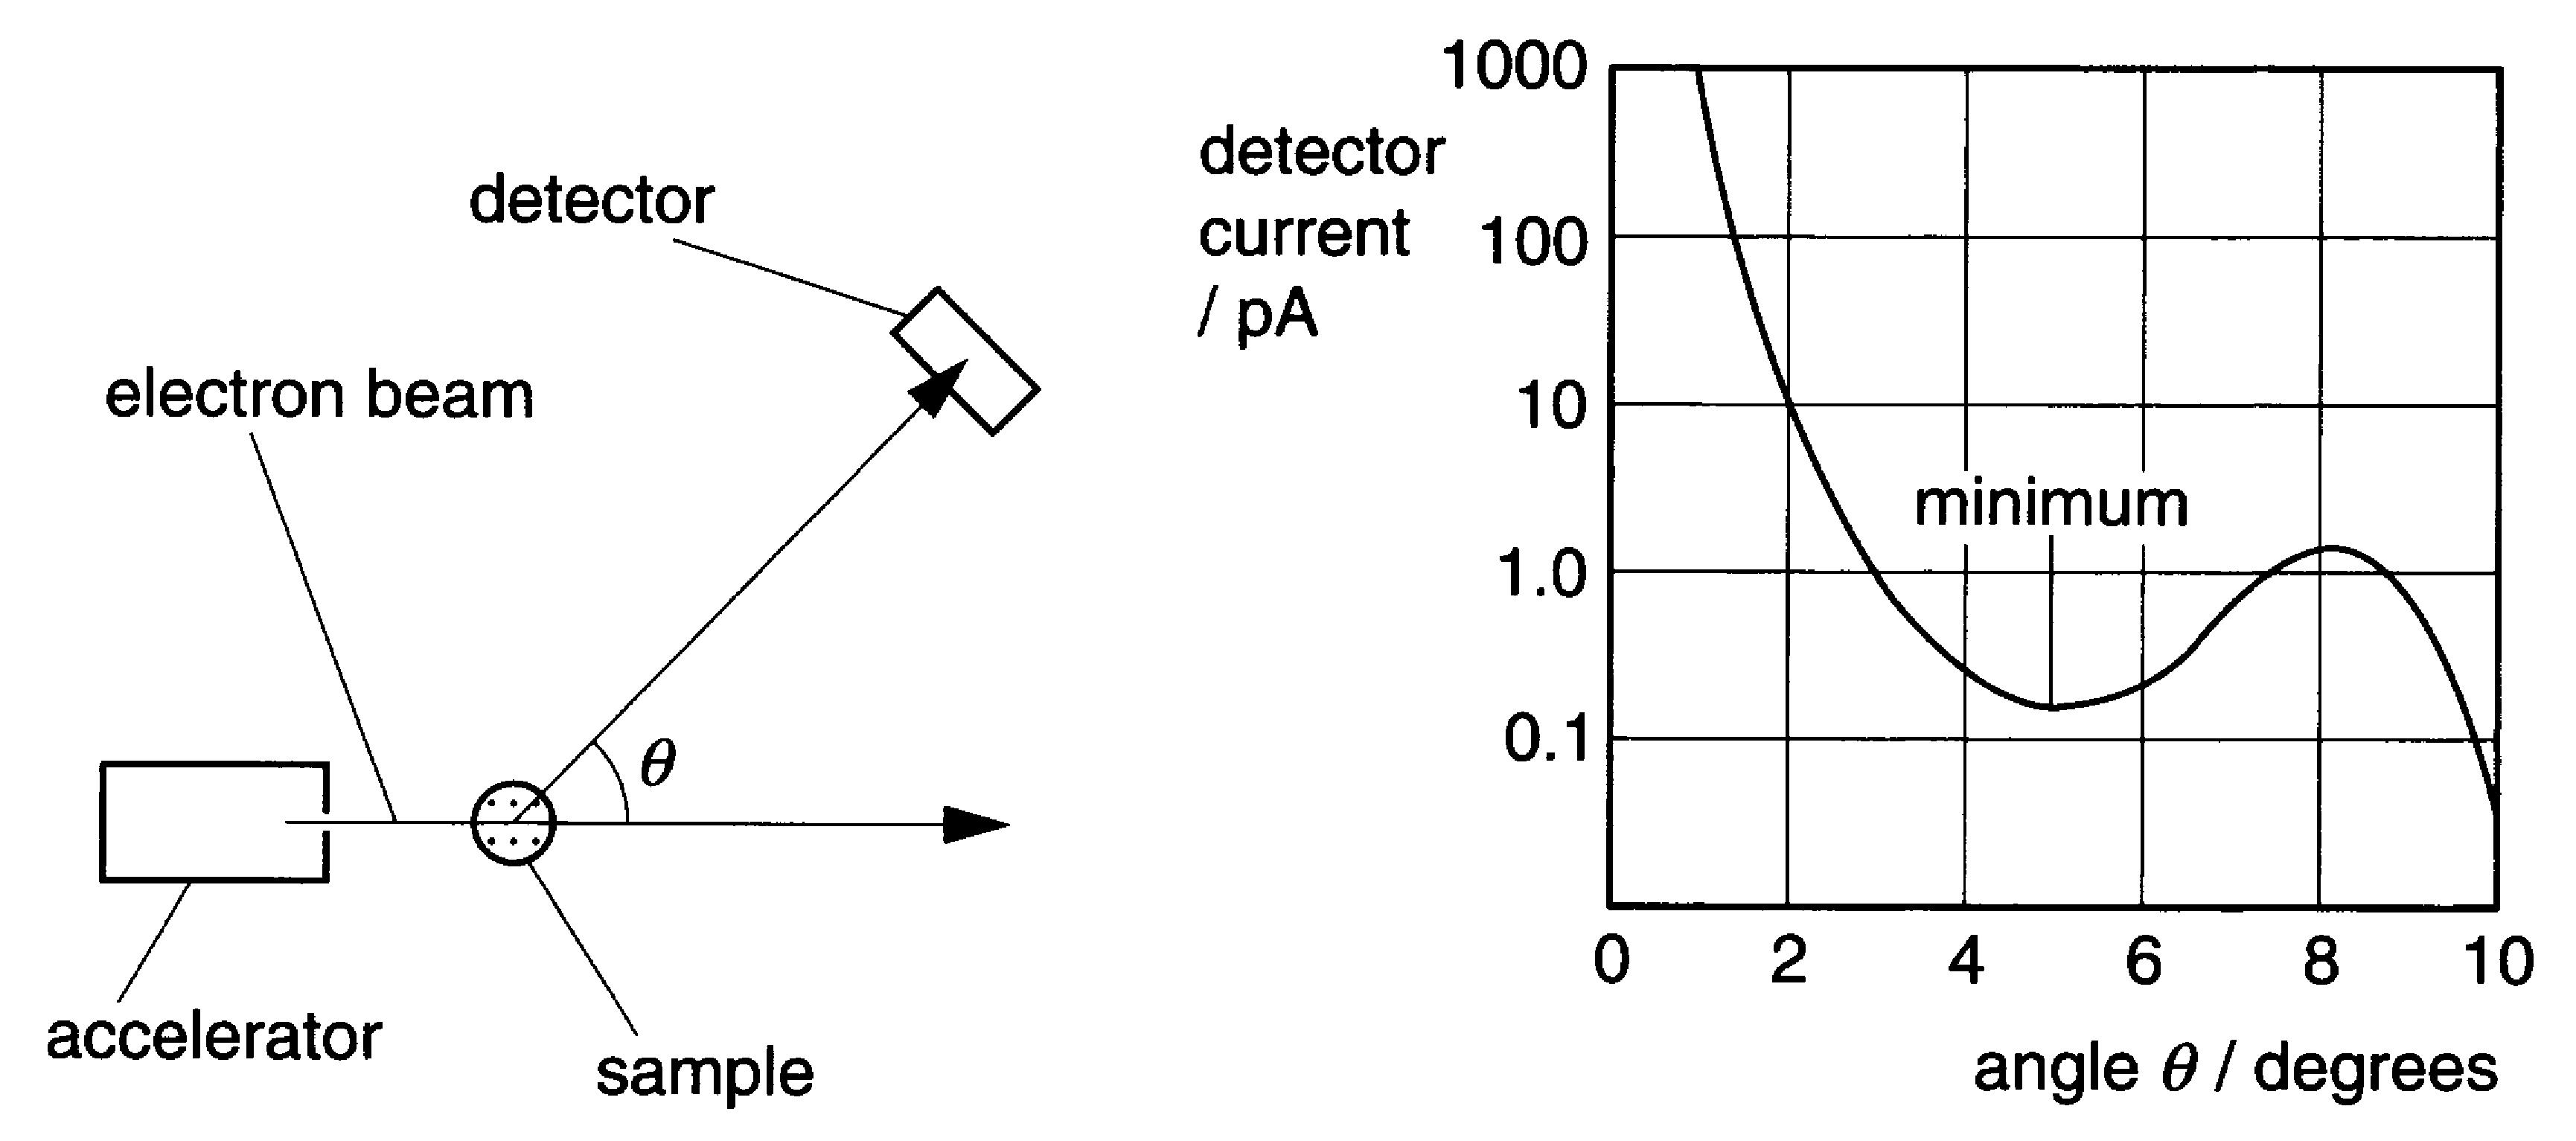 detector
electron beam
θ
accelerator
sample
1000
detector
current
/ pA
100
10
minimum
1.0
0.1
0 2 4 6 8 10
angle θ / degrees